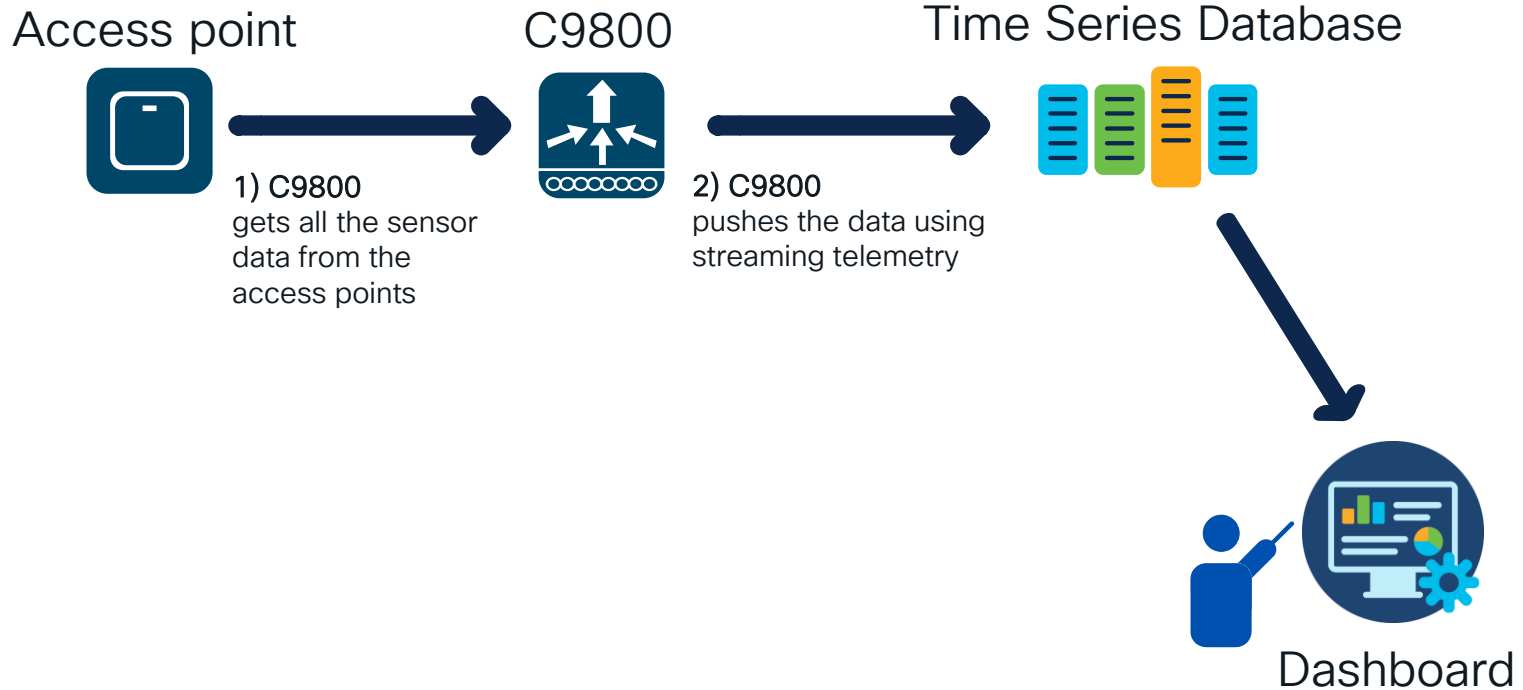 Access point
C9800
Time Series Database
1) C9800
gets all the sensor
data from the
access points
2) C9800
pushes the data using
streaming telemetry
Dashboard